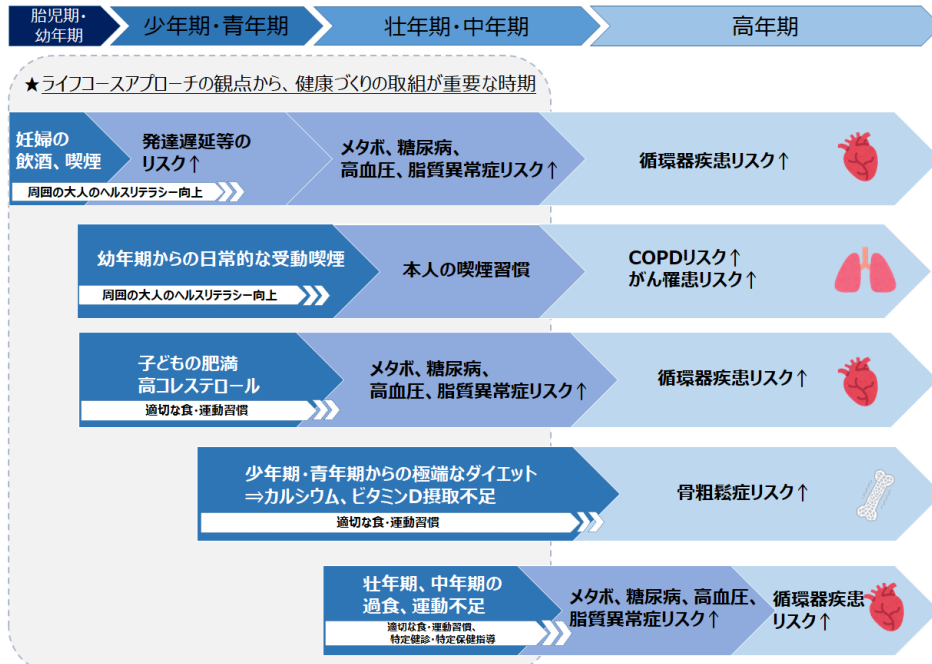 胎児期・
幼年期
少年期・青年期
壮年期・中年期
高年期
★ライフコースアプローチの観点から、健康づくりの取組が重要な時期
妊婦の
飲酒、喫煙
周囲の大人のヘルスリテラシー向上
発達遅延等の
リスク↑
メタボ、糖尿病、
高血圧、脂質異常症リスク↑
循環器疾患リスク↑
幼年期からの日常的な受動喫煙
周囲の大人のヘルスリテラシー向上
本人の喫煙習慣
COPDリスク↑
がん罹患リスク↑
子どもの肥満
高コレステロール
適切な食・運動習慣
メタボ、糖尿病、
高血圧、脂質異常症リスク↑
循環器疾患リスク↑
少年期・青年期からの極端なダイエット
⇒カルシウム、ビタミンD摂取不足
適切な食・運動習慣
骨粗鬆症リスク↑
壮年期、中年期の
過食、運動不足
適切な食・運動習慣、
特定健診・特定保健指導
メタボ、糖尿病、高血圧、
脂質異常症リスク↑
循環器疾患
リスク↑